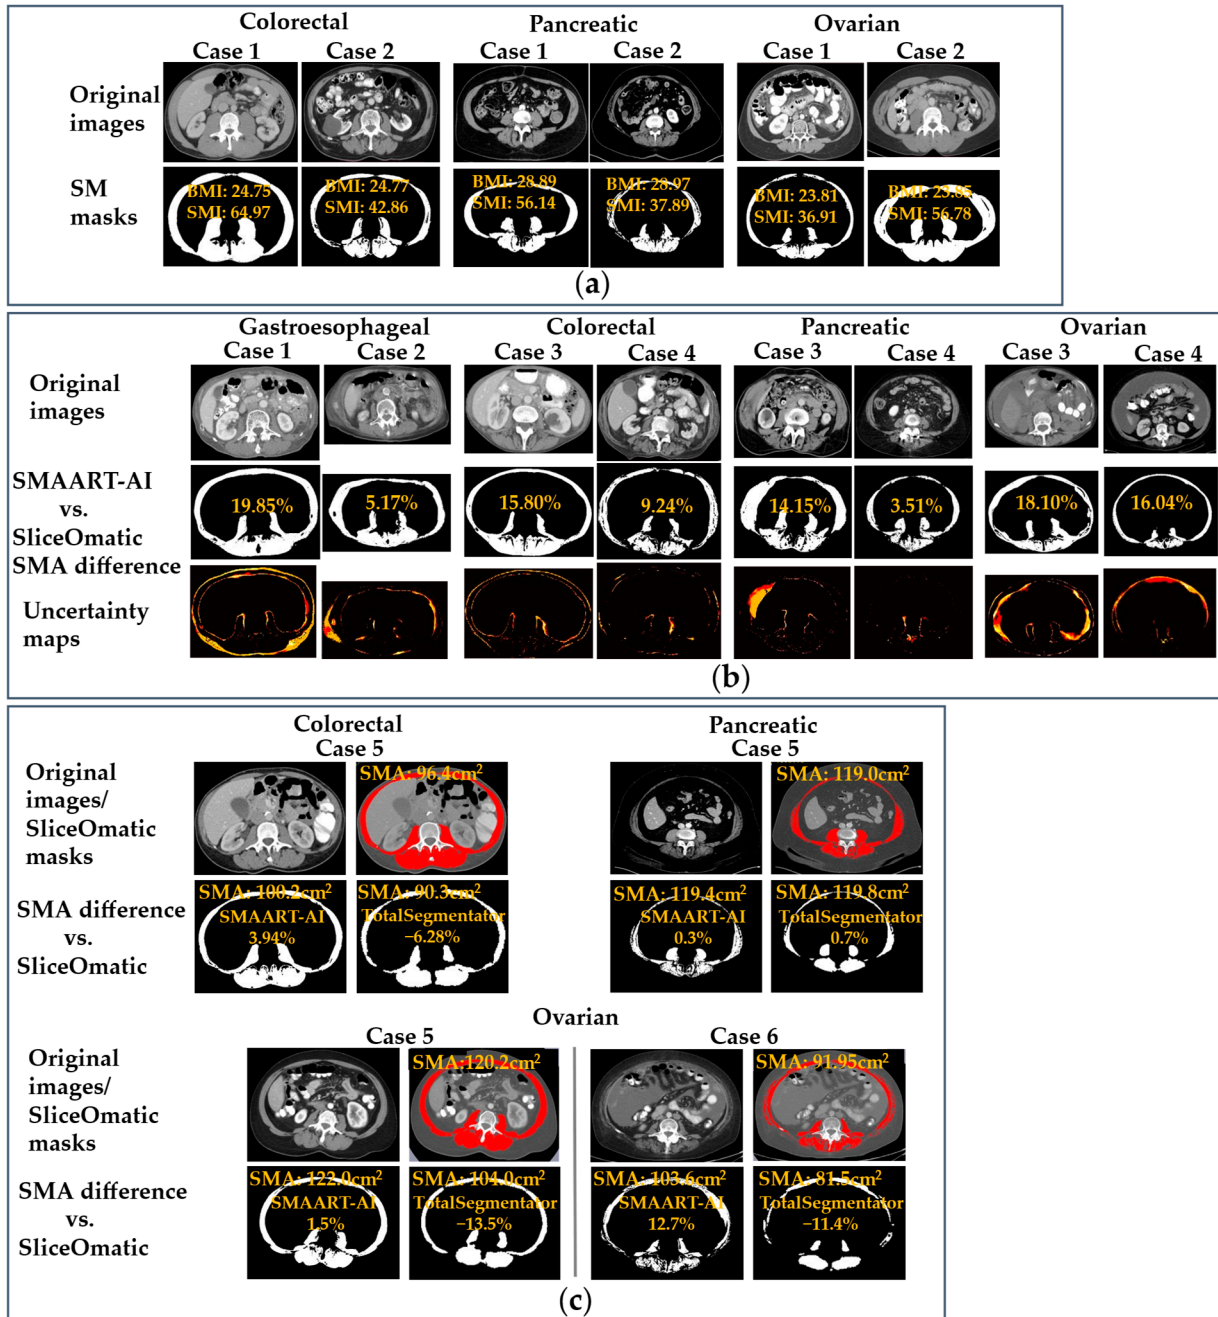 Colorectal Pancreatic Ovarian
Case 1 Case 2 Case 1 Case 2 Case 1 Case 2
Original
images
SM
masks
BMI: 24.75 BMI: 24.77 BMI: 28.89 BMI: 28.97 BMI: 23.81 BMI: 23.85
SMI: 64.97 SMI: 42.86 SMI: 56.14 SMI: 37.89 SMI: 36.91 SMI: 56.78
(a)
Gastroesophageal Colorectal Pancreatic Ovarian
Case 1 Case 2 Case 3 Case 4 Case 3 Case 4 Case 3 Case 4
Original
images
SMAART-AI
vs.
SliceOmatic
SMA difference
19.85% 5.17% 15.80% 9.24% 14.15% 3.51% 18.10% 16.04%
Uncertainty
maps
(b)
Colorectal Pancreatic
Case 5 Case 5
Original
images/
SliceOmatic
masks
SMA: 96.4cm² SMA: 119.0cm²
SMA difference
vs.
SliceOmatic
SMA: 100.2cm² SMA: 90.3cm² SMA: 119.4cm² SMA: 119.8cm²
SMAART-AI TotalSegmentator SMAART-AI TotalSegmentator
3.94% −6.28% 0.3% 0.7%
Ovarian
Case 5 Case 6
Original
images/
SliceOmatic
masks
SMA:120.2cm² SMA: 91.95cm²
SMA difference
vs.
SliceOmatic
SMA: 122.0cm² SMA: 104.0cm² SMA: 103.6cm² SMA: 81.5cm²
SMAART-AI TotalSegmentator SMAART-AI TotalSegmentator
1.5% −13.5% 12.7% −11.4%
(c)